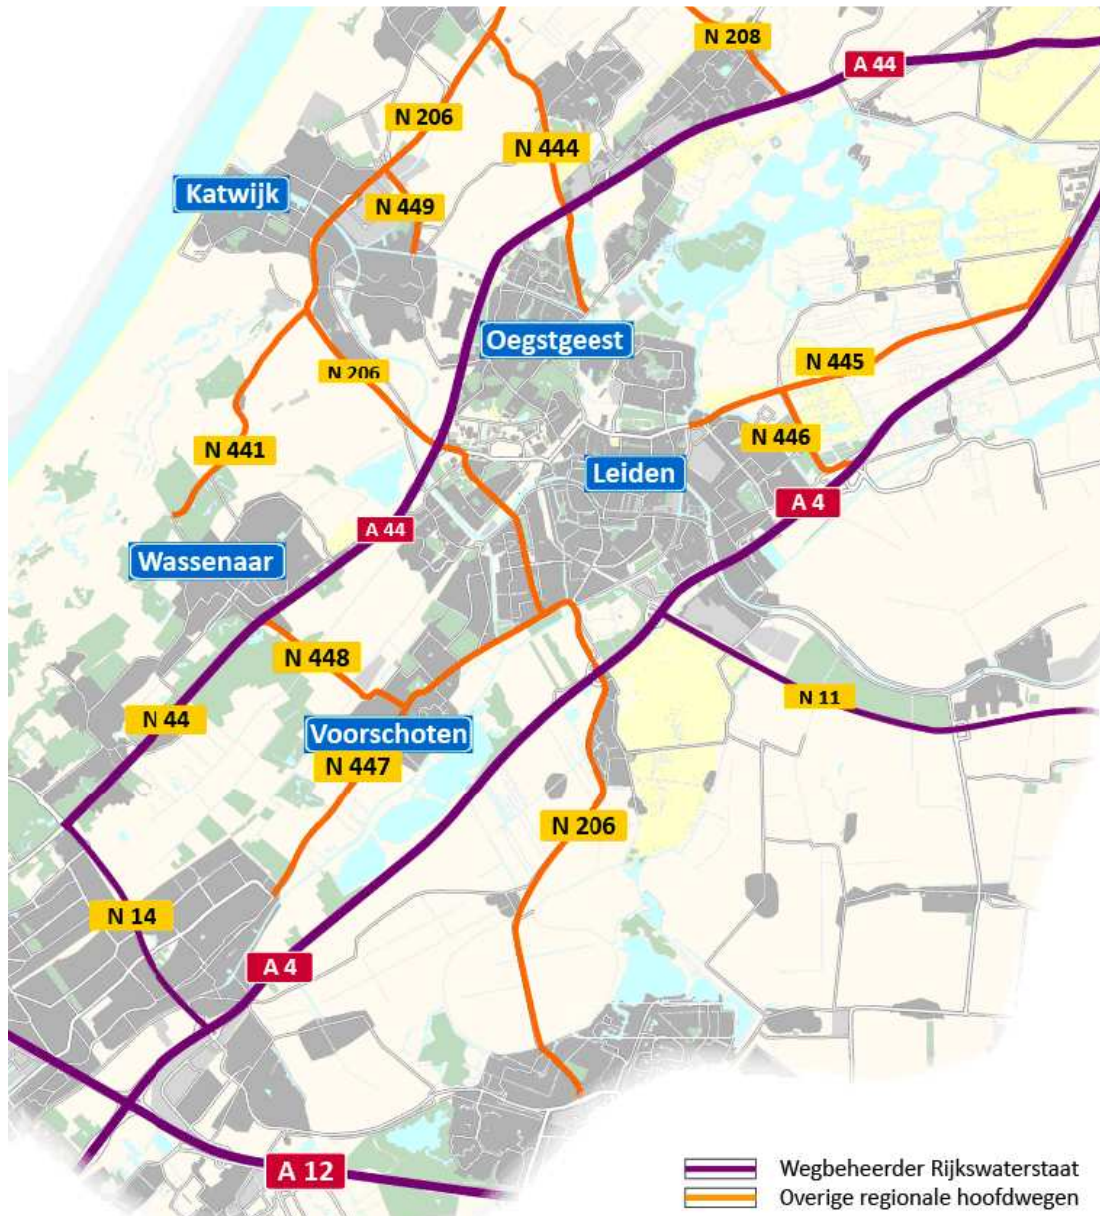 N 208
A 44
N 206
N 444
Katwijk
N 449
Oegstgeest
N 206
N 445
N 441
N 446
Leiden
A 4
A 44
Wassenaar
N 448
N 11
N 44
Voorschoten
N 447
N 206
N 14
A 4
A 12
Wegbeheerder Rijkswaterstaat
Overige regionale hoofdwegen